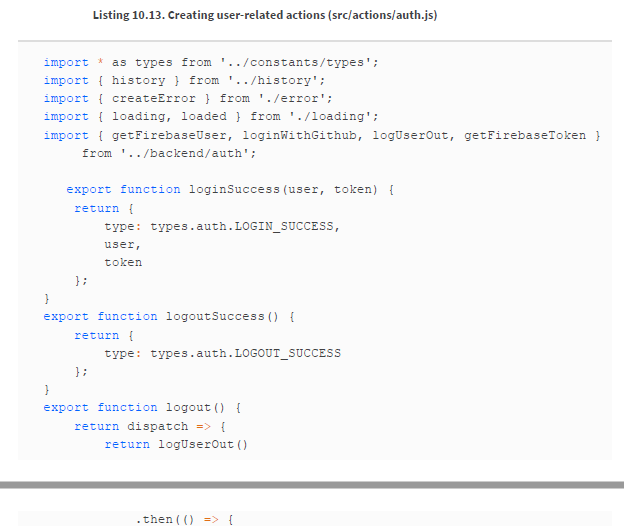 Listing 10.13. Creating user-related actions (src/actions/auth.js)
import * as types from '../constants/types';
import { history } from '../history';
import { createError } from './error';
import { loading, loaded } from './loading';
import { getFirebaseUser, loginWithGithub, logUserOut, getFirebaseToken }
     from '../backend/auth';
   export function loginSuccess(user, token) {
    return {
        type: types.auth.LOGIN_SUCCESS,
        user,
        token
    };
}
export function logoutSuccess() {
    return {
        type: types.auth.LOGOUT_SUCCESS
    };
}
export function logout() {
    return dispatch => {
        return logUserOut()
            .then(() => {